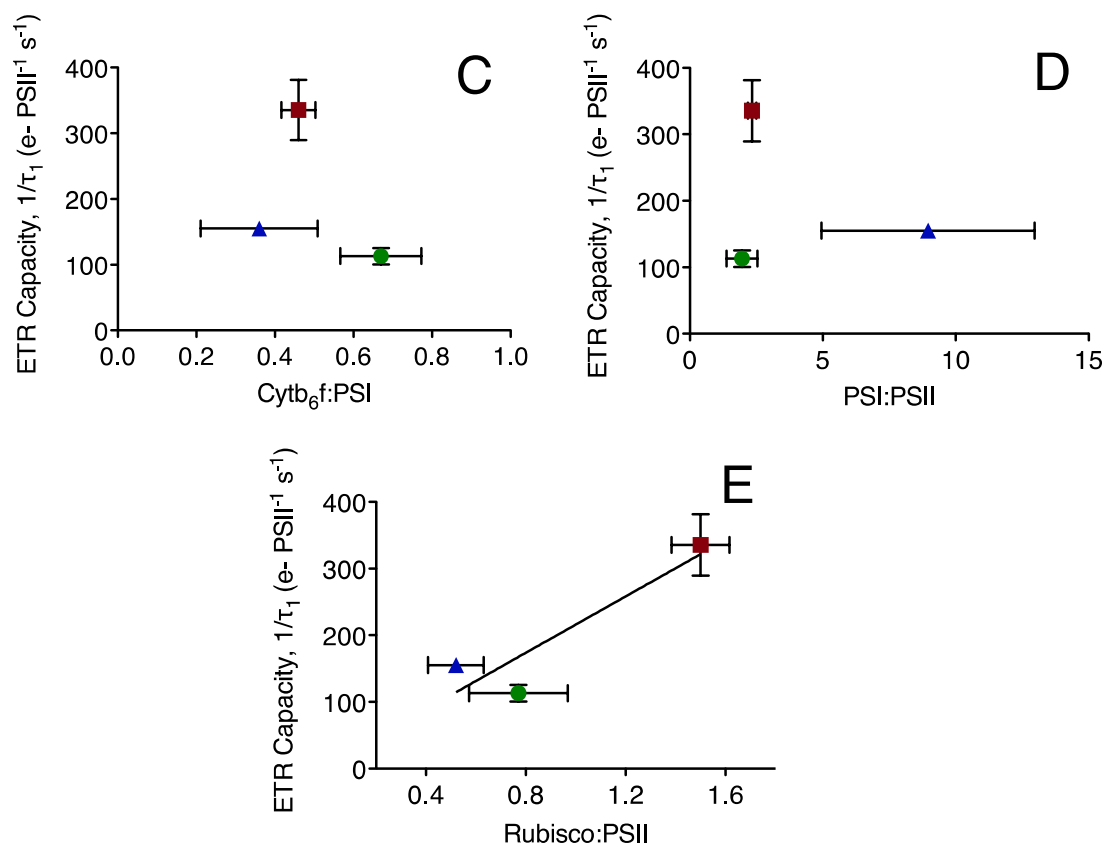 C
ETR Capacity, 1/τ₁ (e- PSII⁻¹ s⁻¹)
400
300
200
100
0
0.0 0.2 0.4 0.6 0.8 1.0
Cytb₆f:PSI
D
ETR Capacity, 1/τ₁ (e- PSII⁻¹ s⁻¹)
400
300
200
100
0
0 5 10 15
PSI:PSII
E
ETR Capacity, 1/τ₁ (e- PSII⁻¹ s⁻¹)
400
300
200
100
0
0.4 0.8 1.2 1.6
Rubisco:PSII